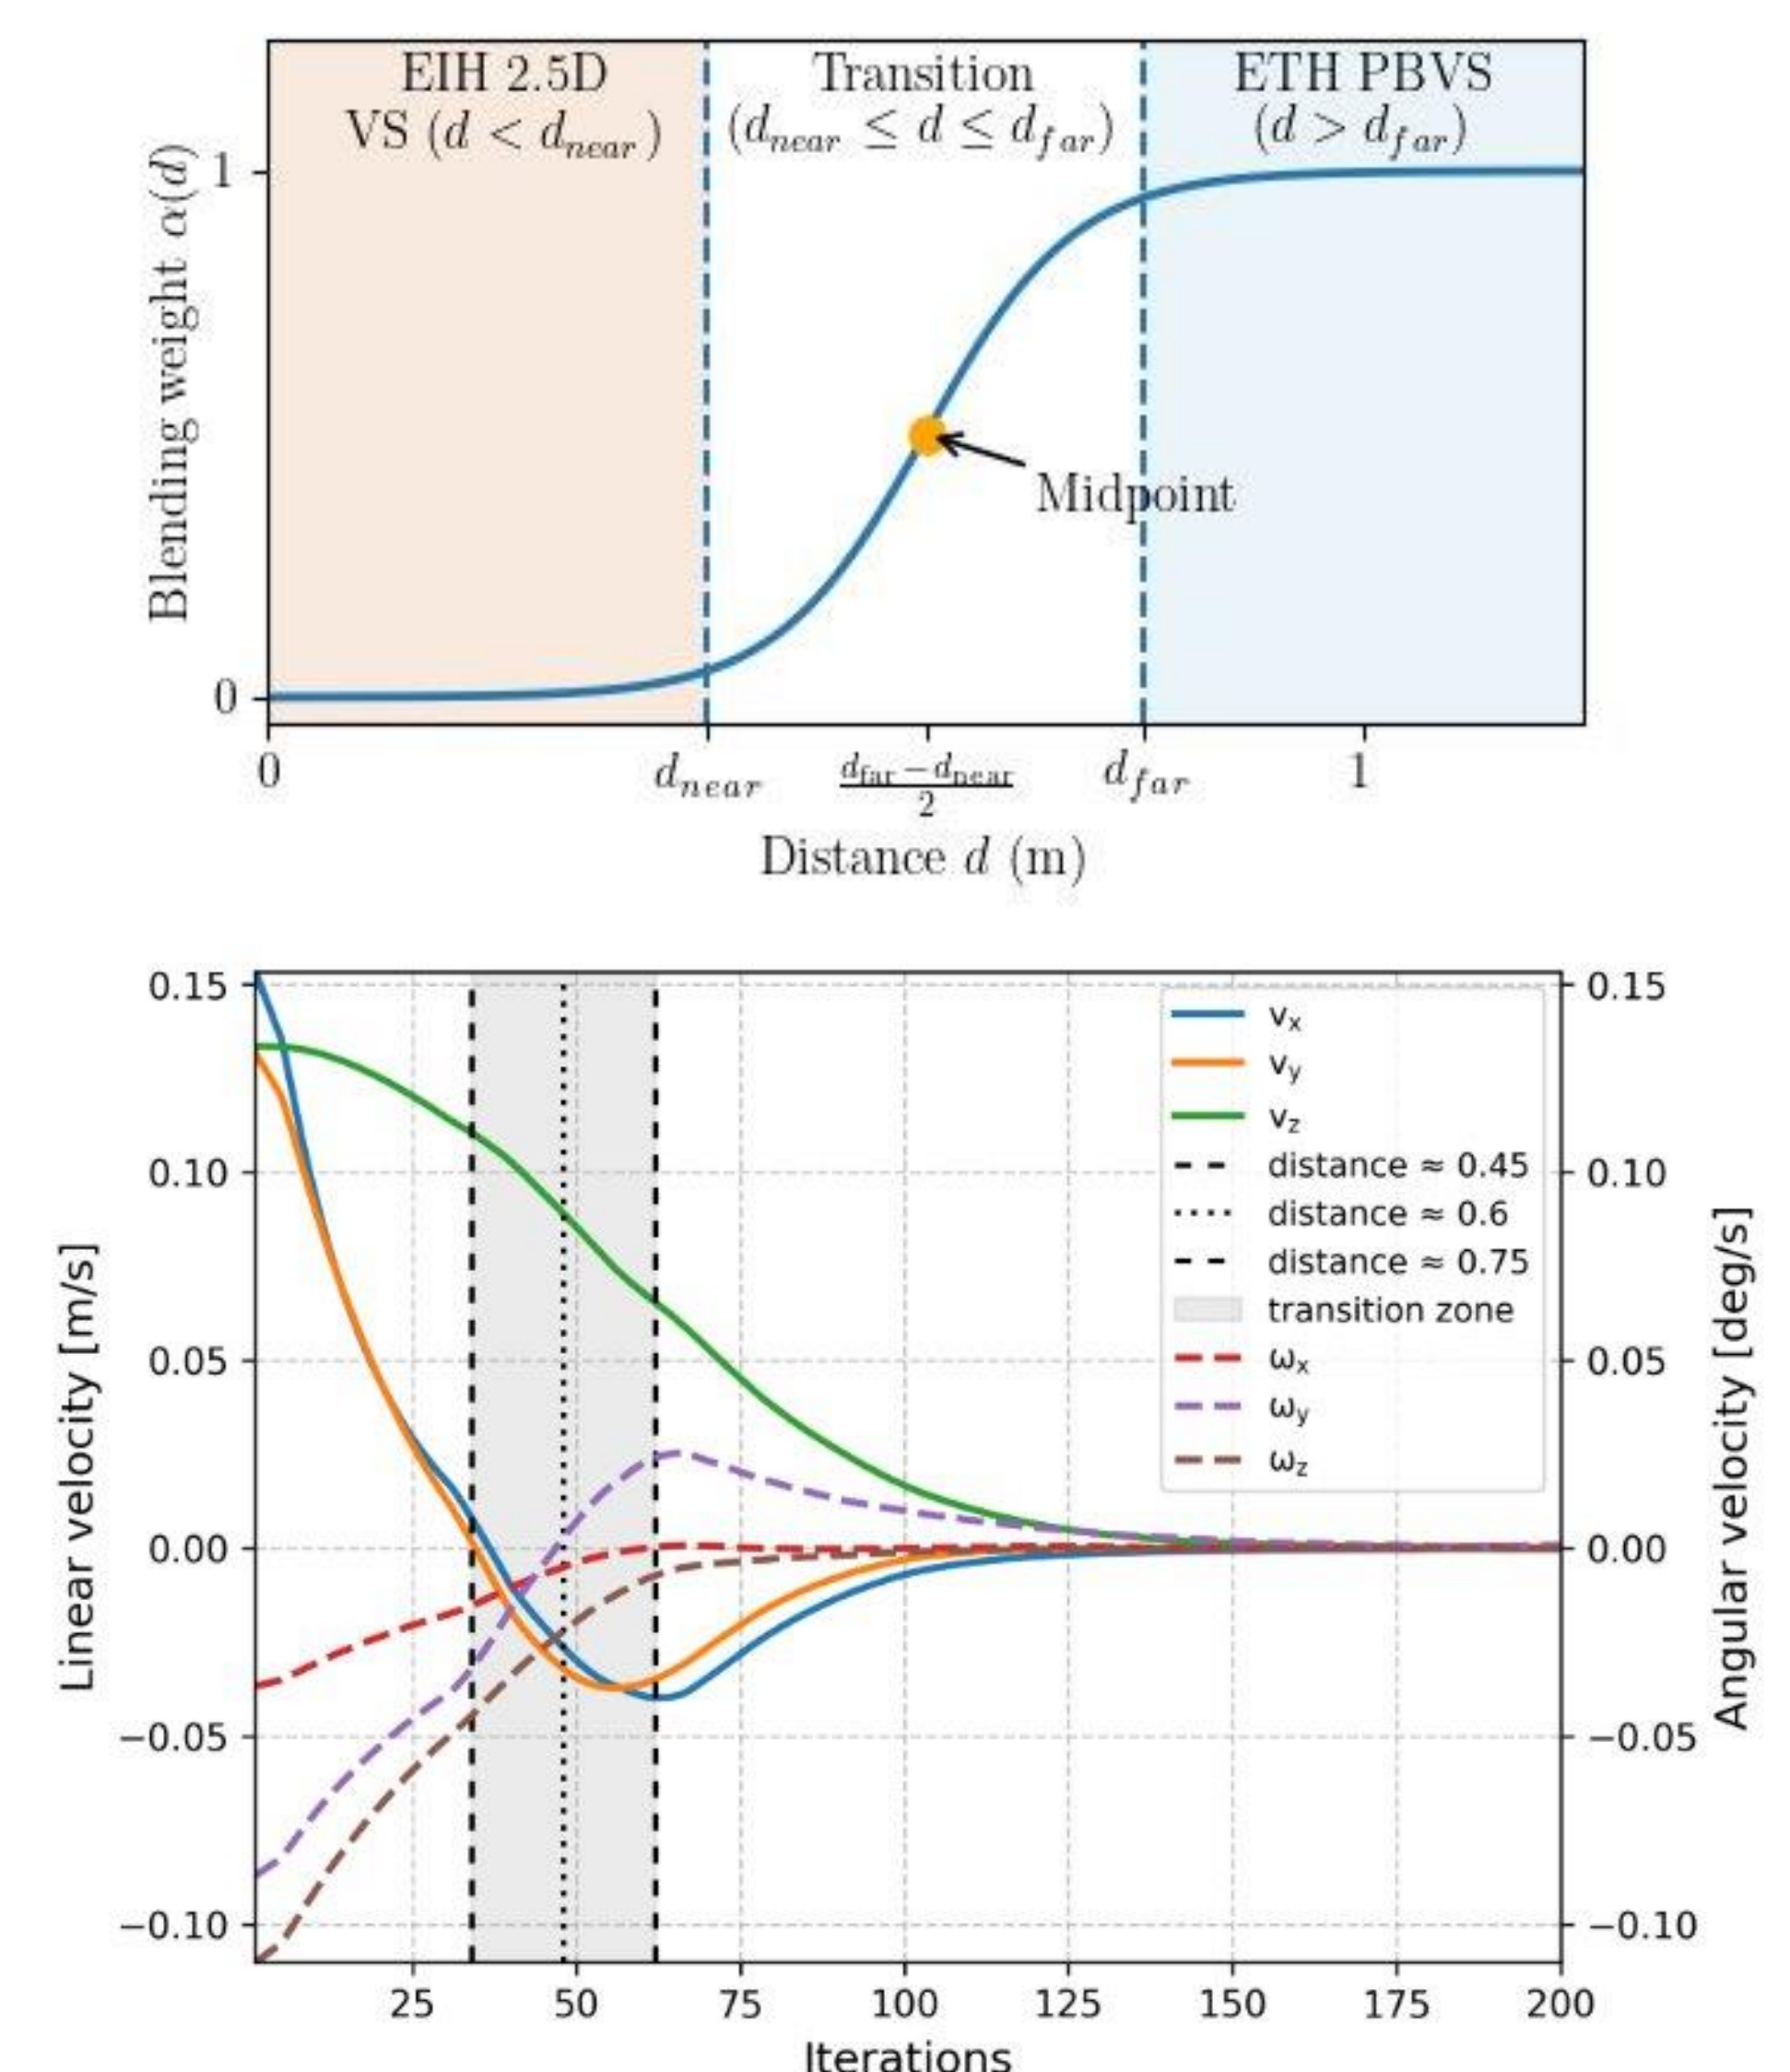 EIH 2.5D
VS (d < d_near)
Transition
(d_near ≤ d ≤ d_far)
ETH PBVS
(d > d_far)
Blending weight α(d)
1
0
Midpoint
0
d_near
d_far − d_near
2
d_far
1
Distance d (m)
0.15
0.10
0.05
0.00
−0.05
−0.10
Linear velocity [m/s]
v_x
v_y
v_z
distance ≈ 0.45
distance ≈ 0.6
distance ≈ 0.75
transition zone
ω_x
ω_y
ω_z
0.15
0.10
0.05
0.00
−0.05
−0.10
Angular velocity [deg/s]
25
50
75
100
125
150
175
200
Iterations